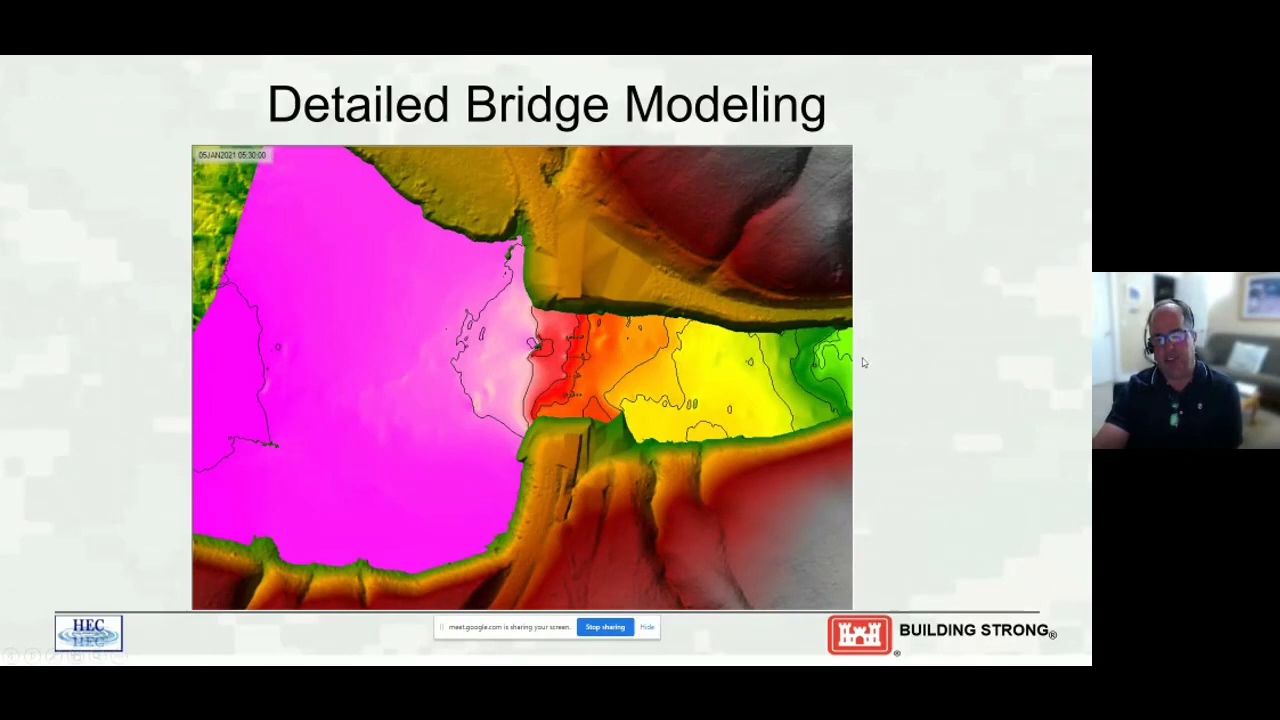 Detailed Bridge Modeling
05JAN2021 05:30:00
HEC
HEC
meet.google.com is sharing your screen. Stop sharing Hide
BUILDING STRONG®
®